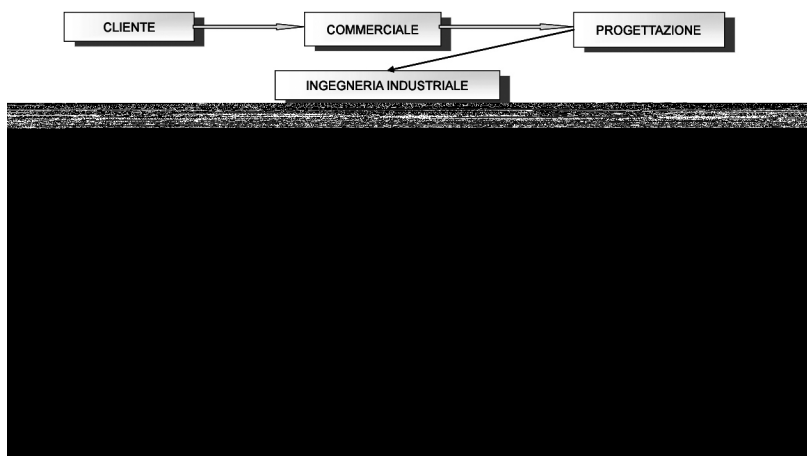 CLIENTE
COMMERCIALE
PROGETTAZIONE
INGEGNERIA INDUSTRIALE